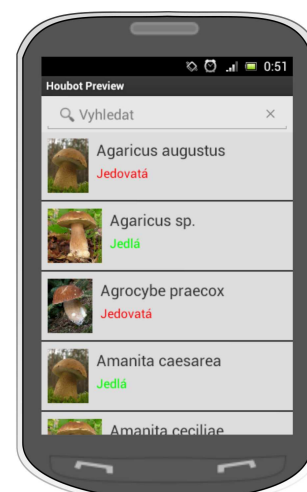 0:51
Houbot Preview
Vyhledat
Agaricus augustus
Jedovatá
Agaricus sp.
Jedlá
Agrocybe praecox
Jedovatá
Amanita caesarea
Jedlá
Amanita ceciliae